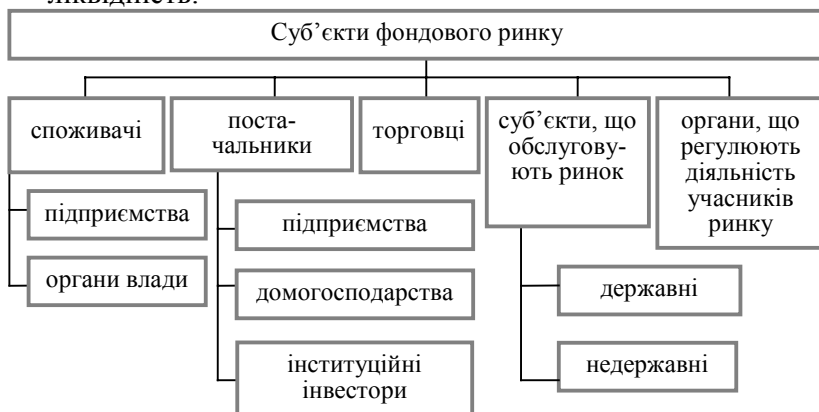 ліквідність.
Суб’єкти фондового ринку
споживачі
поста-
чальники
торговці
суб’єкти, що
обслугову-
ють ринок
органи, що
регулюють
діяльність
учасників
ринку
підприємства
органи влади
підприємства
домогосподарства
інституційні
інвестори
державні
недержавні